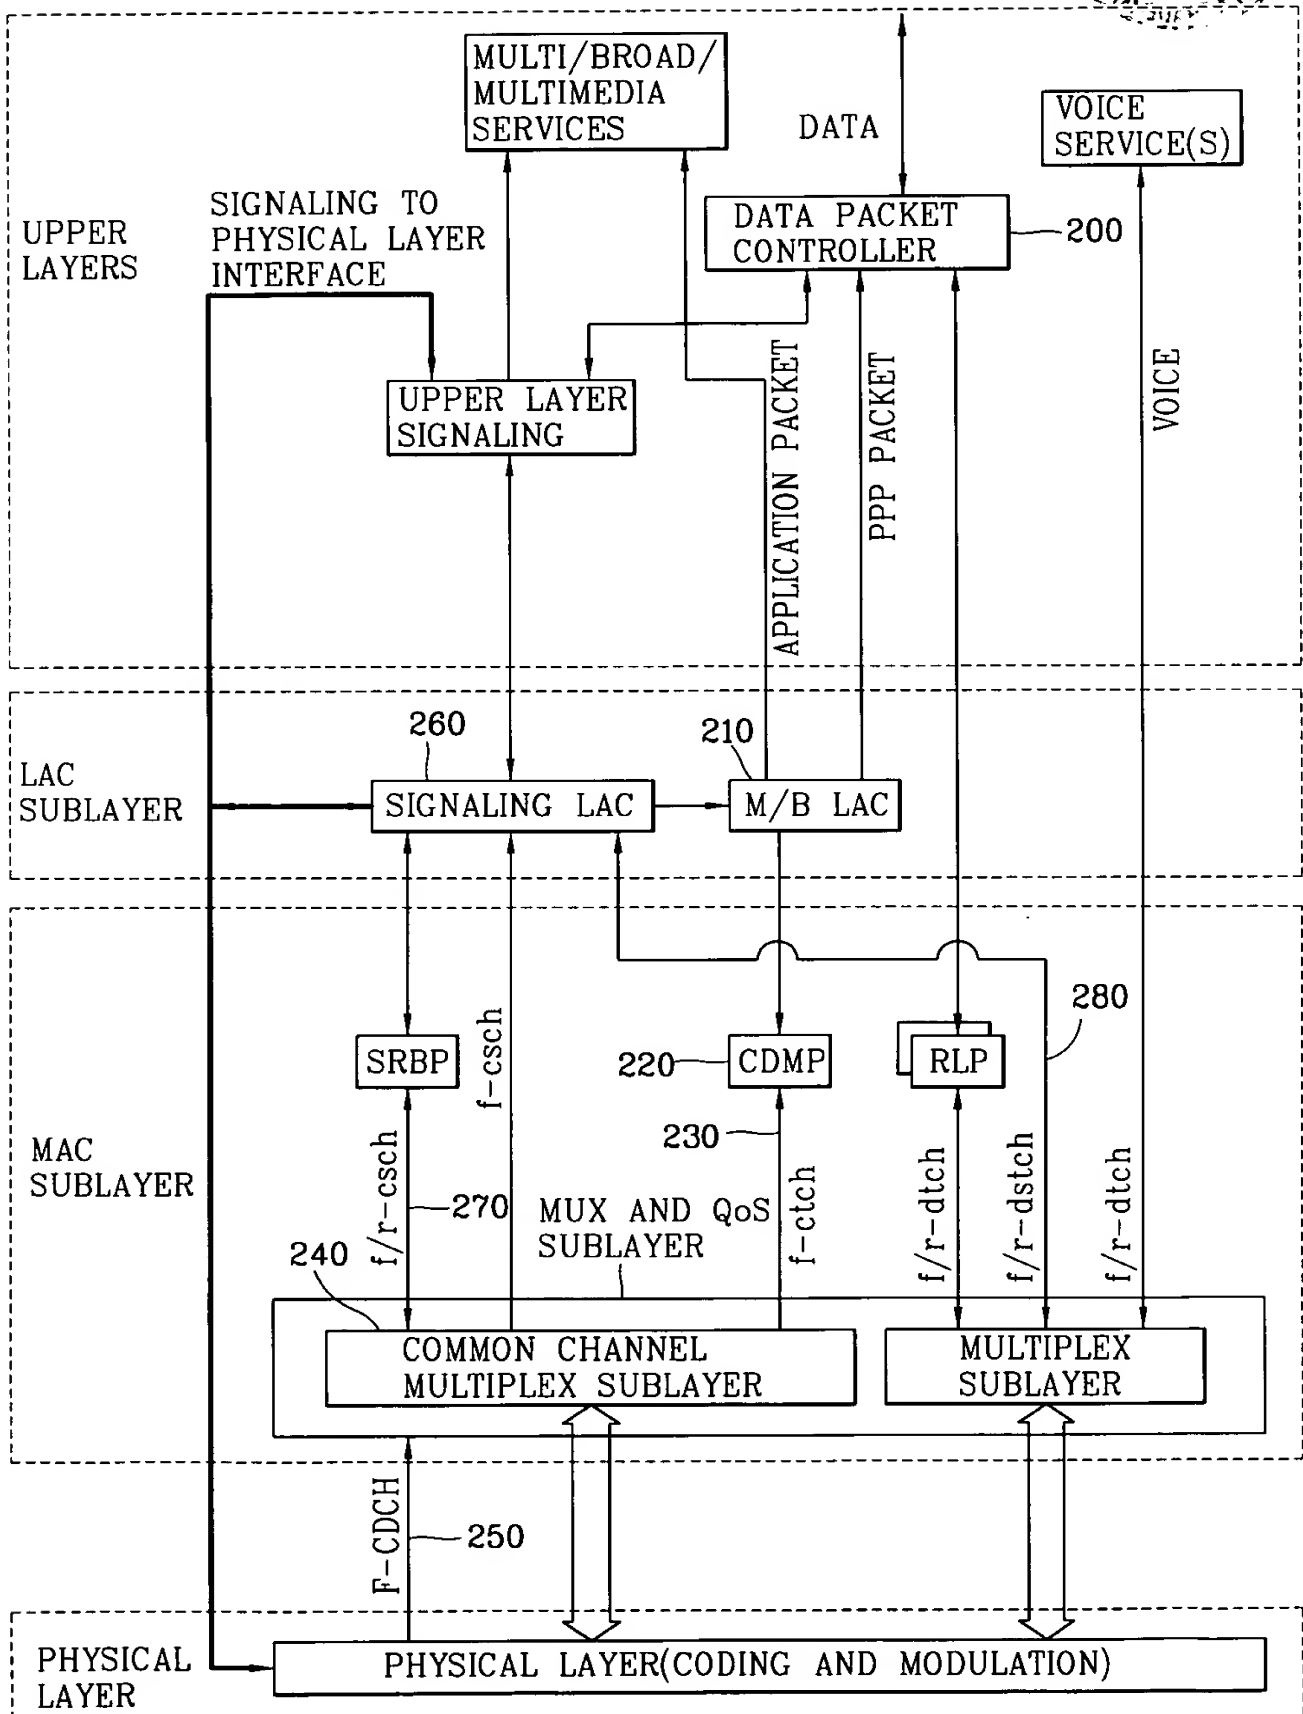 MULTI/BROAD/
MULTIMEDIA
SERVICES
DATA
VOICE
SERVICE(S)
SIGNALING TO
PHYSICAL LAYER
INTERFACE
UPPER
LAYERS
DATA PACKET
CONTROLLER
200
UPPER LAYER
SIGNALING
APPLICATION PACKET
PPP PACKET
VOICE
260
210
LAC
SUBLAYER
SIGNALING LAC
M/B LAC
280
SRBP
f-csch
220
CDMP
RLP
230
MAC
SUBLAYER
f/r-csch
270
MUX AND QoS
SUBLAYER
f-ctch
f/r-dtch
f/r-dstch
f/r-dtch
240
COMMON CHANNEL
MULTIPLEX SUBLAYER
MULTIPLEX
SUBLAYER
F-CDCH
250
PHYSICAL
LAYER
PHYSICAL LAYER(CODING AND MODULATION)